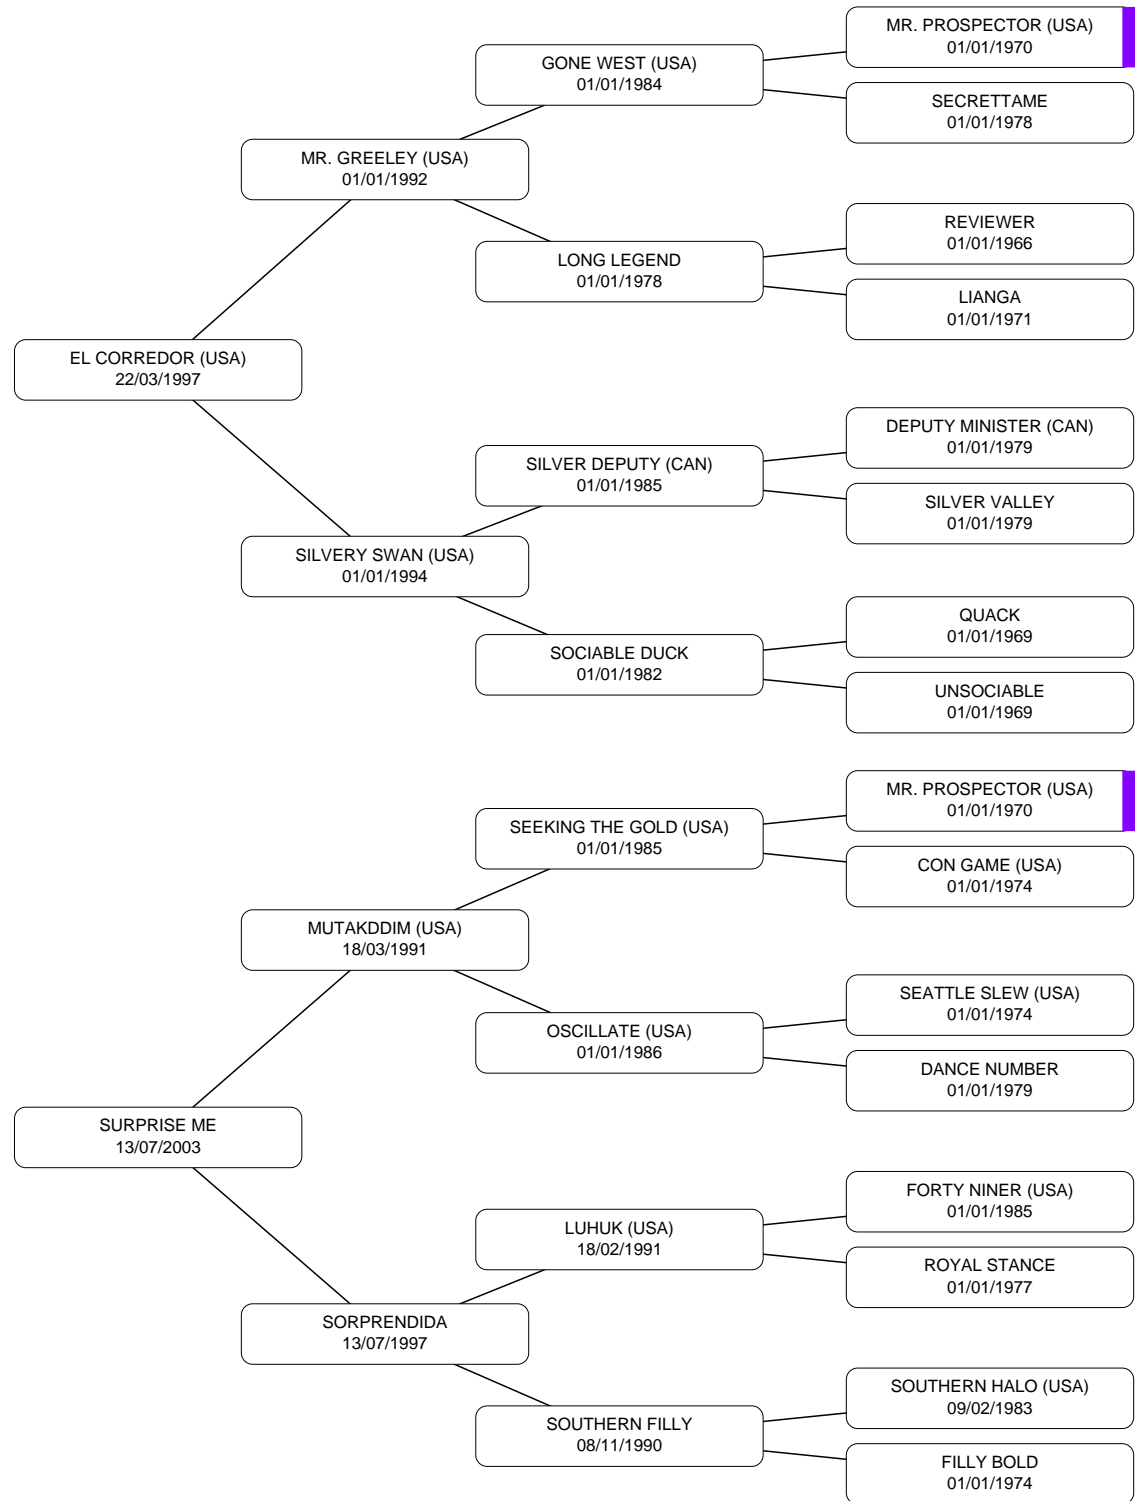 MR. PROSPECTOR (USA)
01/01/1970
GONE WEST (USA)
01/01/1984
SECRETTAME
01/01/1978
MR. GREELEY (USA)
01/01/1992
REVIEWER
01/01/1966
LONG LEGEND
01/01/1978
LIANGA
01/01/1971
EL CORREDOR (USA)
22/03/1997
DEPUTY MINISTER (CAN)
01/01/1979
SILVER DEPUTY (CAN)
01/01/1985
SILVER VALLEY
01/01/1979
SILVERY SWAN (USA)
01/01/1994
QUACK
01/01/1969
SOCIABLE DUCK
01/01/1982
UNSOCIABLE
01/01/1969
MR. PROSPECTOR (USA)
01/01/1970
SEEKING THE GOLD (USA)
01/01/1985
CON GAME (USA)
01/01/1974
MUTAKDDIM (USA)
18/03/1991
SEATTLE SLEW (USA)
01/01/1974
OSCILLATE (USA)
01/01/1986
DANCE NUMBER
01/01/1979
SURPRISE ME
13/07/2003
FORTY NINER (USA)
01/01/1985
LUHUK (USA)
18/02/1991
ROYAL STANCE
01/01/1977
SORPRENDIDA
13/07/1997
SOUTHERN HALO (USA)
09/02/1983
SOUTHERN FILLY
08/11/1990
FILLY BOLD
01/01/1974